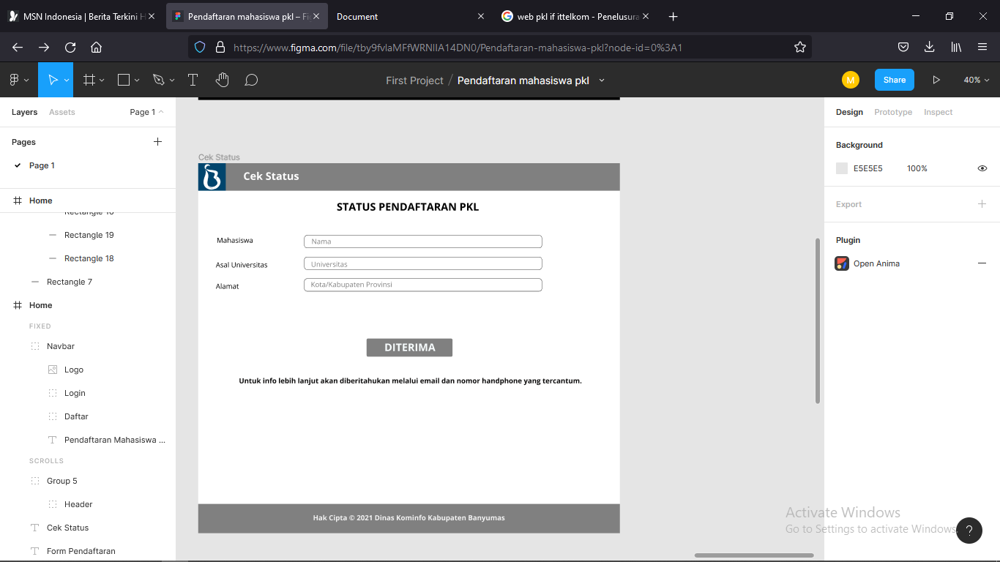 MSN Indonesia | Berita Terkini H
Pendaftaran mahasiswa pkl – Fi
Document
web pkl if ittelkom - Penelusura
https://www.figma.com/file/tby9fvlaMFfWRNIIA14DN0/Pendaftaran-mahasiswa-pkl?node-id=0%3A1
First Project / Pendaftaran mahasiswa pkl
M
Share
40%
Layers
Assets
Page 1
Pages
Page 1
Home
Rectangle 19
Rectangle 18
Rectangle 7
Home
FIXED
Navbar
Logo
Login
Daftar
Pendaftaran Mahasiswa ...
SCROLLS
Group 5
Header
Cek Status
Form Pendaftaran
Cek Status
Cek Status
STATUS PENDAFTARAN PKL
Mahasiswa
Nama
Asal Universitas
Universitas
Alamat
Kota/Kabupaten Provinsi
DITERIMA
Untuk info lebih lanjut akan diberitahukan melalui email dan nomor handphone yang tercantum.
Hak Cipta © 2021 Dinas Kominfo Kabupaten Banyumas
Design
Prototype
Inspect
Background
E5E5E5
100%
Export
Plugin
Open Anima
Activate Windows
Go to Settings to activate Windows.
?